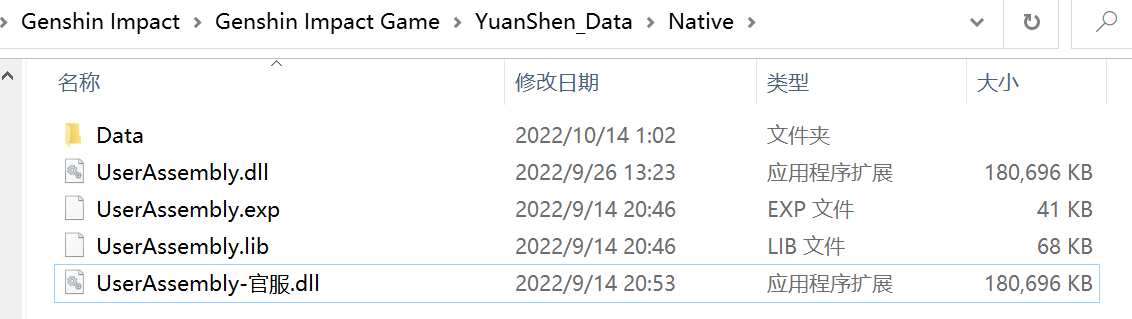 Genshin Impact > Genshin Impact Game > YuanShen_Data > Native >
名称 修改日期 类型 大小
Data 2022/10/14 1:02 文件夹
UserAssembly.dll 2022/9/26 13:23 应用程序扩展 180,696 KB
UserAssembly.exp 2022/9/14 20:46 EXP 文件 41 KB
UserAssembly.lib 2022/9/14 20:46 LIB 文件 68 KB
UserAssembly-官服.dll 2022/9/14 20:53 应用程序扩展 180,696 KB